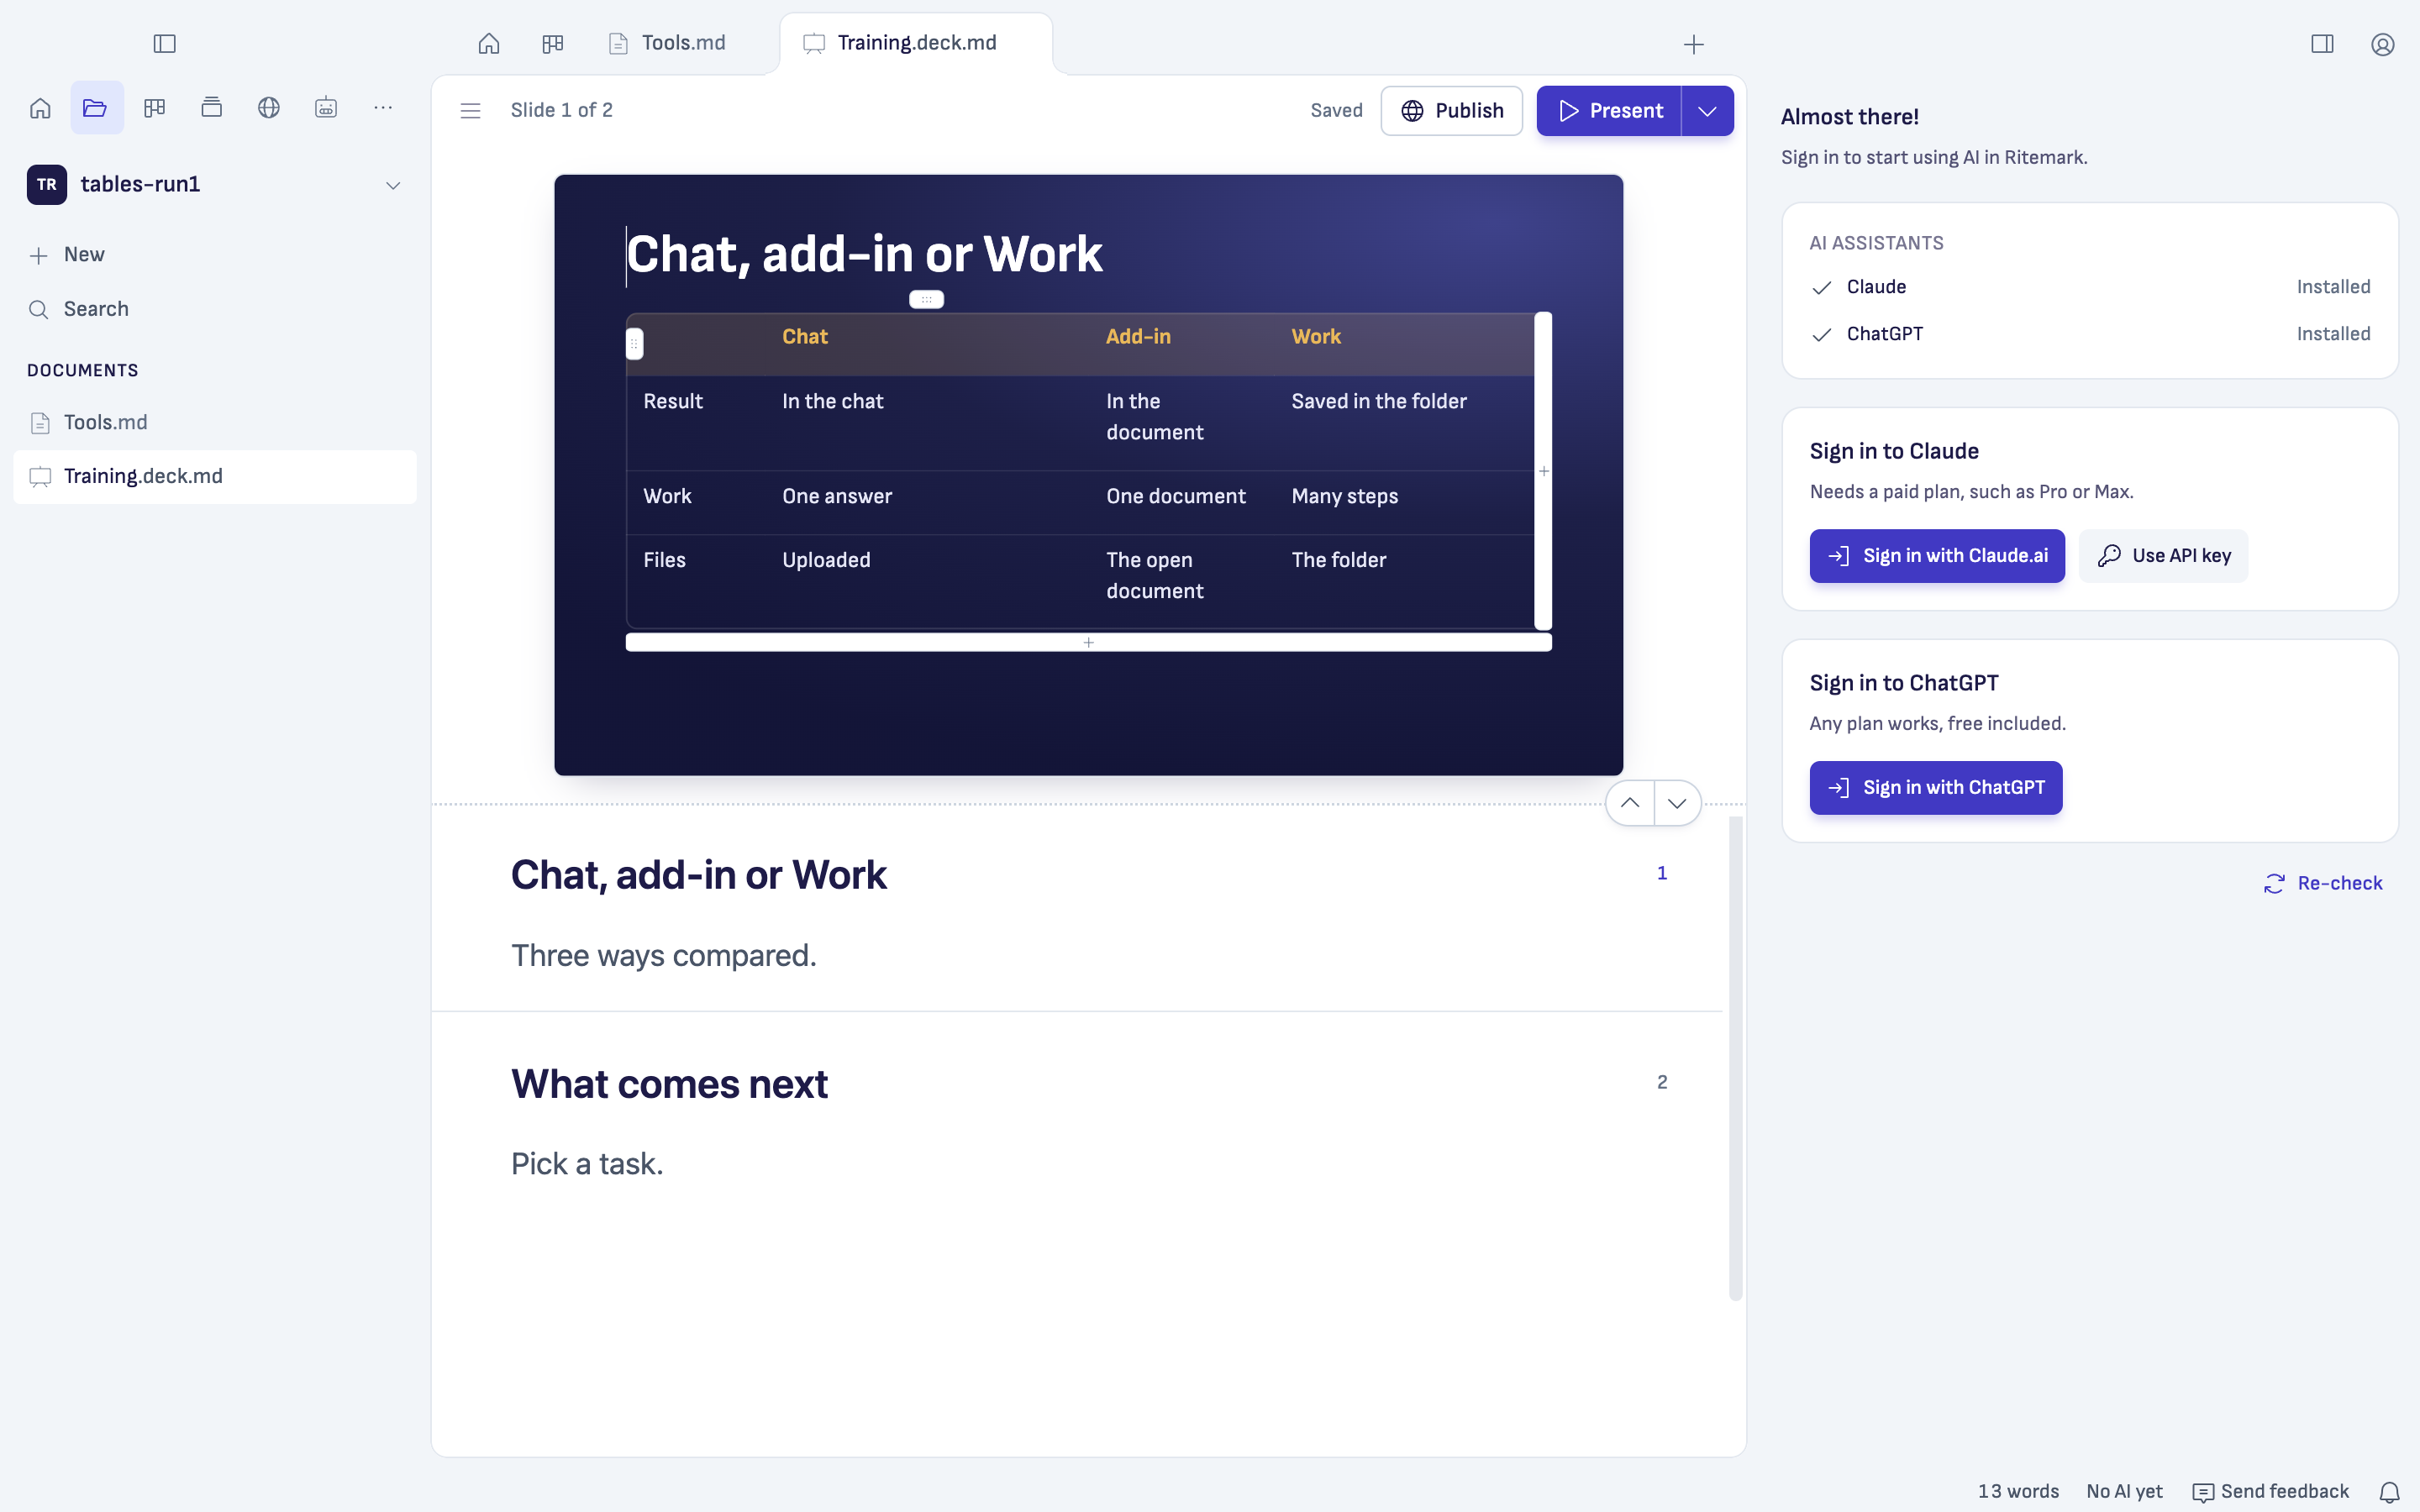 Tools.md
Training.deck.md
TR tables-run1
New
Search
DOCUMENTS
Tools.md
Training.deck.md
Slide 1 of 2
Saved
Publish
Present
Chat, add-in or Work
Chat Add-in Work
Result In the chat In the document Saved in the folder
Work One answer One document Many steps
Files Uploaded The open document The folder
Chat, add-in or Work 1
Three ways compared.
What comes next 2
Pick a task.
Almost there!
Sign in to start using AI in Ritemark.
AI ASSISTANTS
Claude Installed
ChatGPT Installed
Sign in to Claude
Needs a paid plan, such as Pro or Max.
Sign in with Claude.ai Use API key
Sign in to ChatGPT
Any plan works, free included.
Sign in with ChatGPT
Re-check
13 words No AI yet Send feedback